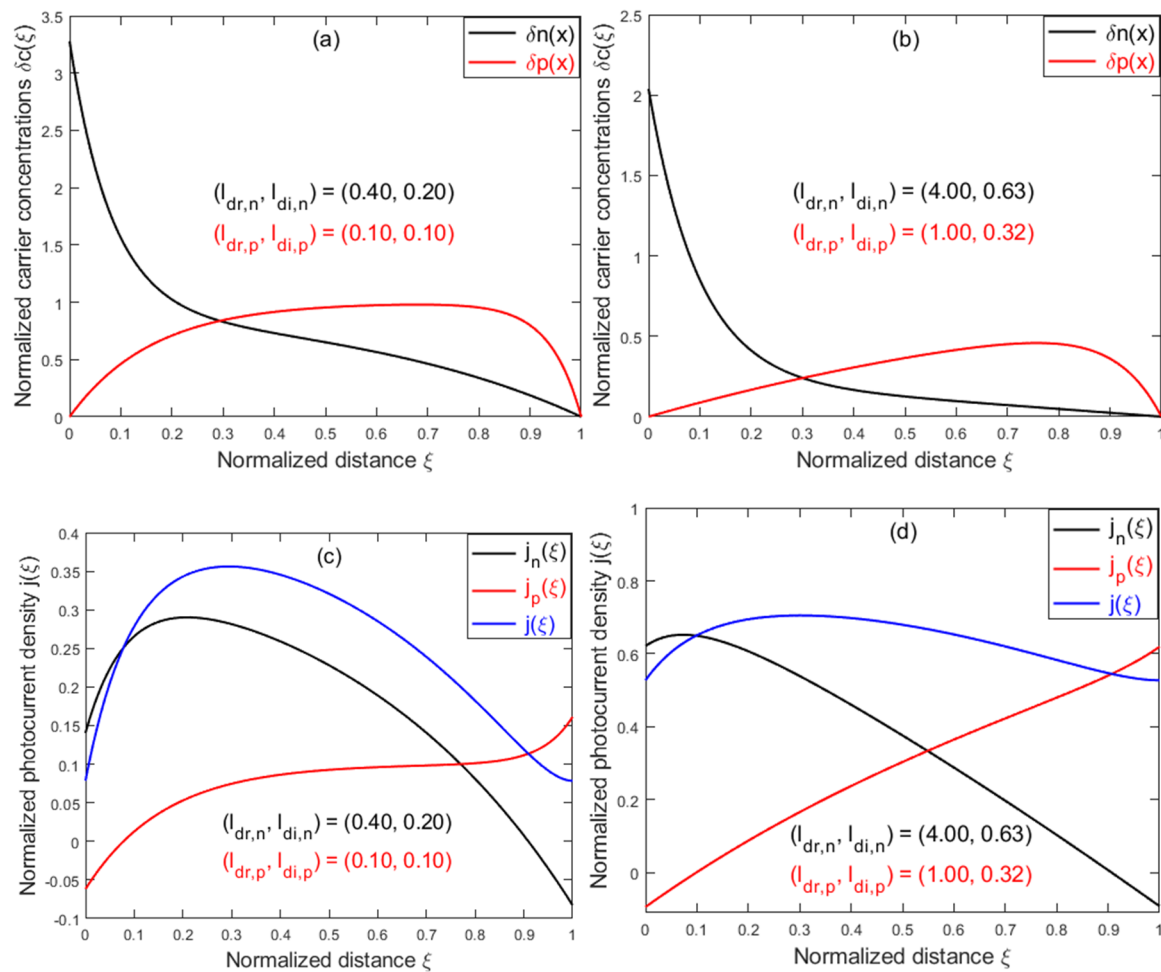 (a)
δn(x)
δp(x)
3.5
3
2.5
2
1.5
1
0.5
0
Normalized carrier concentrations δc(ξ)
(l_dr,n, l_di,n) = (0.40, 0.20)
(l_dr,p, l_di,p) = (0.10, 0.10)
0 0.1 0.2 0.3 0.4 0.5 0.6 0.7 0.8 0.9 1
Normalized distance ξ
(b)
δn(x)
δp(x)
2.5
2
1.5
1
0.5
0
Normalized carrier concentrations δc(ξ)
(l_dr,n, l_di,n) = (4.00, 0.63)
(l_dr,p, l_di,p) = (1.00, 0.32)
0 0.1 0.2 0.3 0.4 0.5 0.6 0.7 0.8 0.9 1
Normalized distance ξ
(c)
j_n(ξ)
j_p(ξ)
j(ξ)
0.4
0.35
0.3
0.25
0.2
0.15
0.1
0.05
0
-0.05
-0.1
Normalized photocurrent density j(ξ)
(l_dr,n, l_di,n) = (0.40, 0.20)
(l_dr,p, l_di,p) = (0.10, 0.10)
0 0.1 0.2 0.3 0.4 0.5 0.6 0.7 0.8 0.9 1
Normalized distance ξ
(d)
j_n(ξ)
j_p(ξ)
j(ξ)
1
0.8
0.6
0.4
0.2
0
Normalized photocurrent density j(ξ)
(l_dr,n, l_di,n) = (4.00, 0.63)
(l_dr,p, l_di,p) = (1.00, 0.32)
0 0.1 0.2 0.3 0.4 0.5 0.6 0.7 0.8 0.9 1
Normalized distance ξ